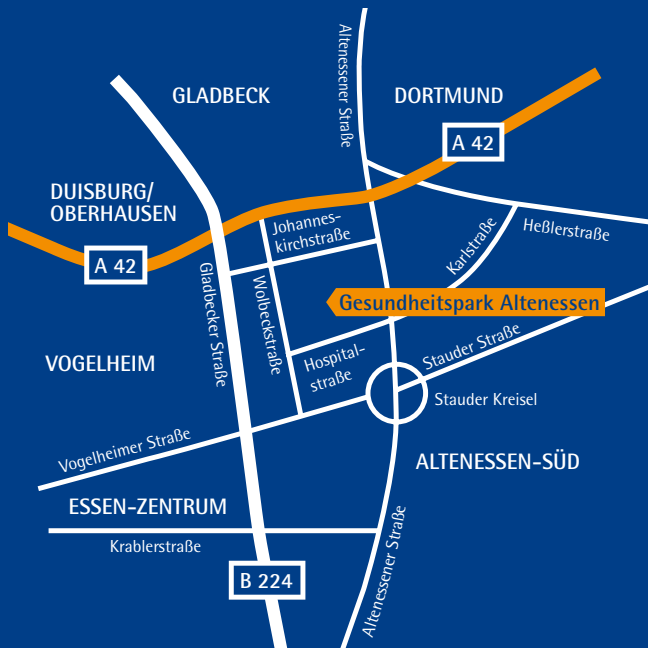 Altenessener Straße
GLADBECK
DORTMUND
A 42
DUISBURG/
OBERHAUSEN
Johannes-
kirchstraße
Heßlerstraße
Karlstraße
A 42
Gladbecker Straße
Wolbeckstraße
Gesundheitspark Altenessen
VOGELHEIM
Hospital-
straße
Stauder Straße
Stauder Kreisel
Vogelheimer Straße
ALTENESSEN-SÜD
ESSEN-ZENTRUM
Krablerstraße
Altenessener Straße
B 224